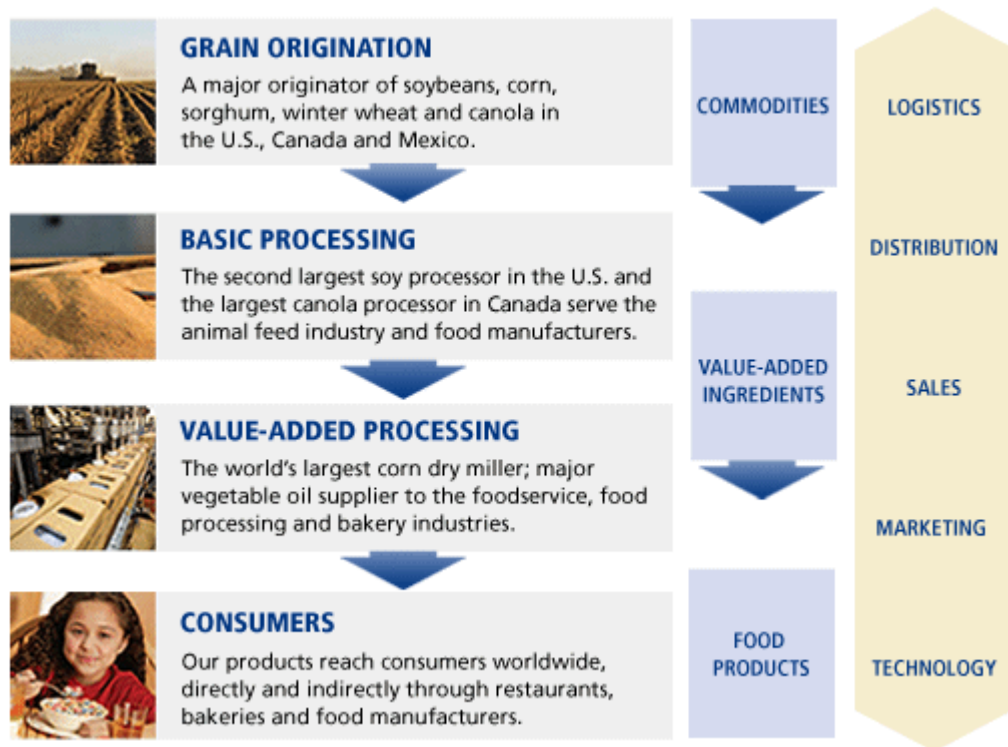 GRAIN ORIGINATION
A major originator of soybeans, corn,
sorghum, winter wheat and canola in
the U.S., Canada and Mexico.
BASIC PROCESSING
The second largest soy processor in the U.S. and
the largest canola processor in Canada serve the
animal feed industry and food manufacturers.
VALUE-ADDED PROCESSING
The world's largest corn dry miller; major
vegetable oil supplier to the foodservice, food
processing and bakery industries.
CONSUMERS
Our products reach consumers worldwide,
directly and indirectly through restaurants,
bakeries and food manufacturers.
COMMODITIES
VALUE-ADDED
INGREDIENTS
FOOD
PRODUCTS
LOGISTICS
DISTRIBUTION
SALES
MARKETING
TECHNOLOGY